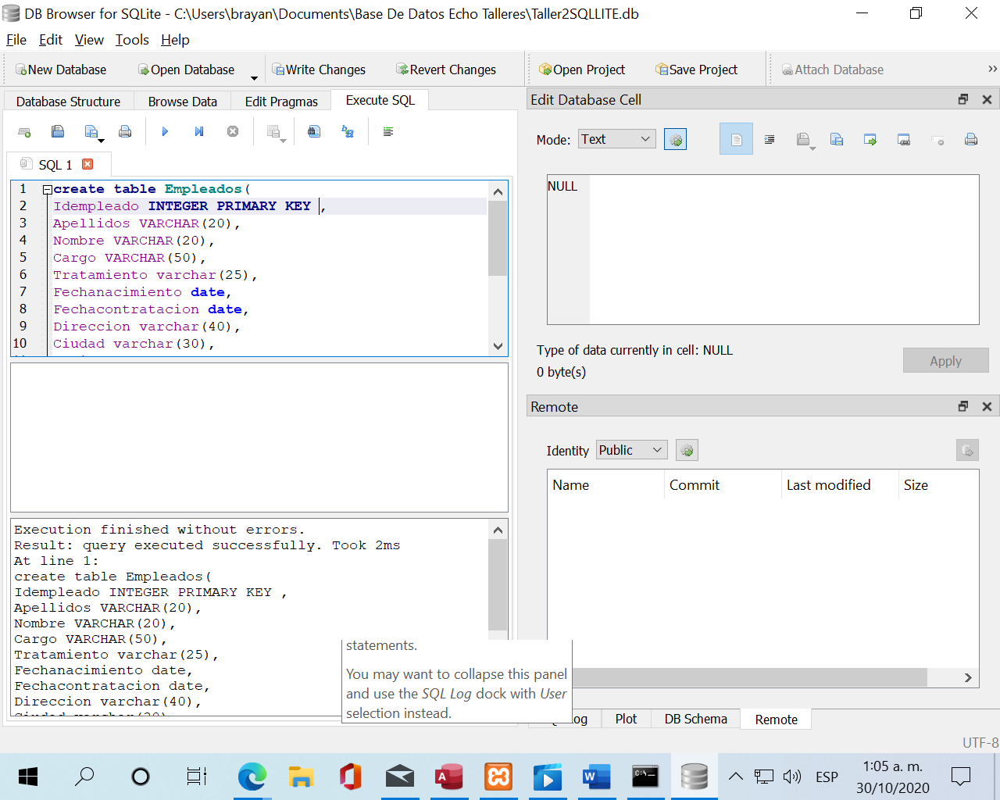 DB Browser for SQLite - C:\Users\brayan\Documents\Base De Datos Echo Talleres\Taller2SQLLITE.db
File Edit View Tools Help
New Database Open Database Write Changes Revert Changes Open Project Save Project Attach Database »
Database Structure Browse Data Edit Pragmas Execute SQL
Edit Database Cell
Mode: Text
SQL 1
1 create table Empleados(
2 Idempleado INTEGER PRIMARY KEY ,
3 Apellidos VARCHAR(20),
4 Nombre VARCHAR(20),
5 Cargo VARCHAR(50),
6 Tratamiento varchar(25),
7 Fechanacimiento date,
8 Fechacontratacion date,
9 Direccion varchar(40),
10 Ciudad varchar(30),
NULL
Type of data currently in cell: NULL
0 byte(s)
Apply
Remote
Identity Public
Name Commit Last modified Size
Execution finished without errors.
Result: query executed successfully. Took 2ms
At line 1:
create table Empleados(
Idempleado INTEGER PRIMARY KEY ,
Apellidos VARCHAR(20),
Nombre VARCHAR(20),
Cargo VARCHAR(50),
Tratamiento varchar(25),
Fechanacimiento date,
Fechacontratacion date,
Direccion varchar(40),
statements.
You may want to collapse this panel
and use the SQL Log dock with User
selection instead.
Plot DB Schema Remote
UTF-8
ESP
1:05 a. m.
30/10/2020